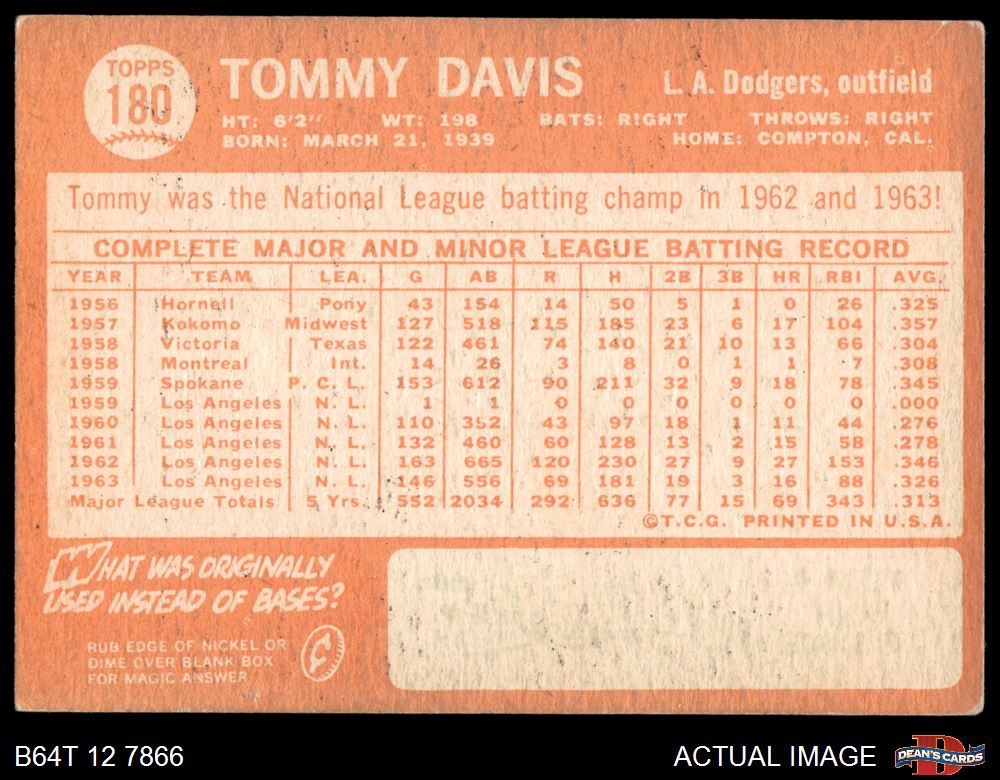 TOPPS
180
TOMMY DAVIS
L. A. Dodgers, outfield
HT: 6'2" WT: 198 BATS: RIGHT THROWS: RIGHT
BORN: MARCH 21, 1939 HOME: COMPTON, CAL.
Tommy was the National League batting champ in 1962 and 1963!
COMPLETE MAJOR AND MINOR LEAGUE BATTING RECORD
YEAR TEAM LEA. G AB R H 2B 3B HR RBI AVG.
1956 Hornell Pony 43 154 14 50 5 1 0 26 .325
1957 Kokomo Midwest 127 518 115 185 23 6 17 104 .357
1958 Victoria Texas 122 461 74 140 21 10 13 66 .304
1958 Montreal Int. 14 26 3 8 0 1 1 7 .308
1959 Spokane P. C. L. 153 612 90 211 32 9 18 78 .345
1959 Los Angeles N. L. 1 1 0 0 0 0 0 0 .000
1960 Los Angeles N. L. 110 352 43 97 18 1 11 44 .276
1961 Los Angeles N. L. 132 460 60 128 13 2 15 58 .278
1962 Los Angeles N. L. 163 665 120 230 27 9 27 153 .346
1963 Los Angeles N. L. 146 556 69 181 19 3 16 88 .326
Major League Totals 5 Yrs. 552 2034 292 636 77 15 69 343 .313
©T.C.G. PRINTED IN U.S.A.
WHAT WAS ORIGINALLY
USED INSTEAD OF BASES?
RUB EDGE OF NICKEL OR
DIME OVER BLANK BOX
FOR MAGIC ANSWER
B64T 12 7866
ACTUAL IMAGE
D
DEAN'S CARDS